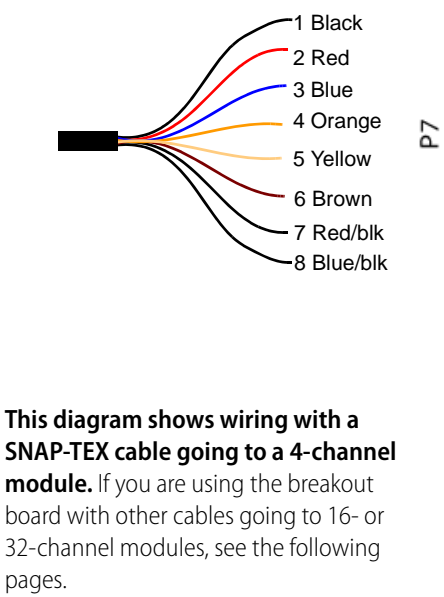 1 Black
2 Red
3 Blue
4 Orange
5 Yellow
6 Brown
7 Red/blk
8 Blue/blk
P7
This diagram shows wiring with a
SNAP-TEX cable going to a 4-channel
module. If you are using the breakout
board with other cables going to 16- or
32-channel modules, see the following
pages.